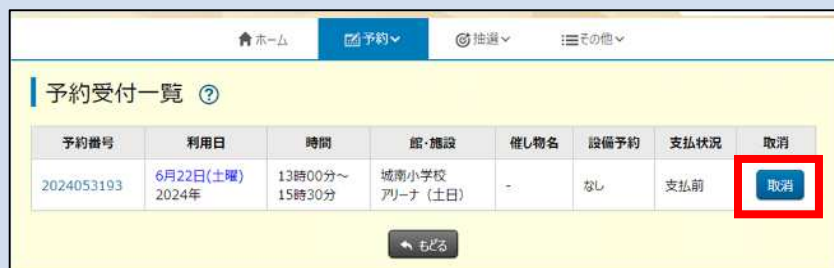 ホーム 予約 抽選 その他
予約受付一覧 ?
予約番号 利用日 時間 館・施設 催し物名 設備予約 支払状況 取消
2024053193 6月22日(土曜) 13時00分～ 城南小学校 - なし 支払前 取消
2024年 15時30分 アリーナ（土日）
もどる